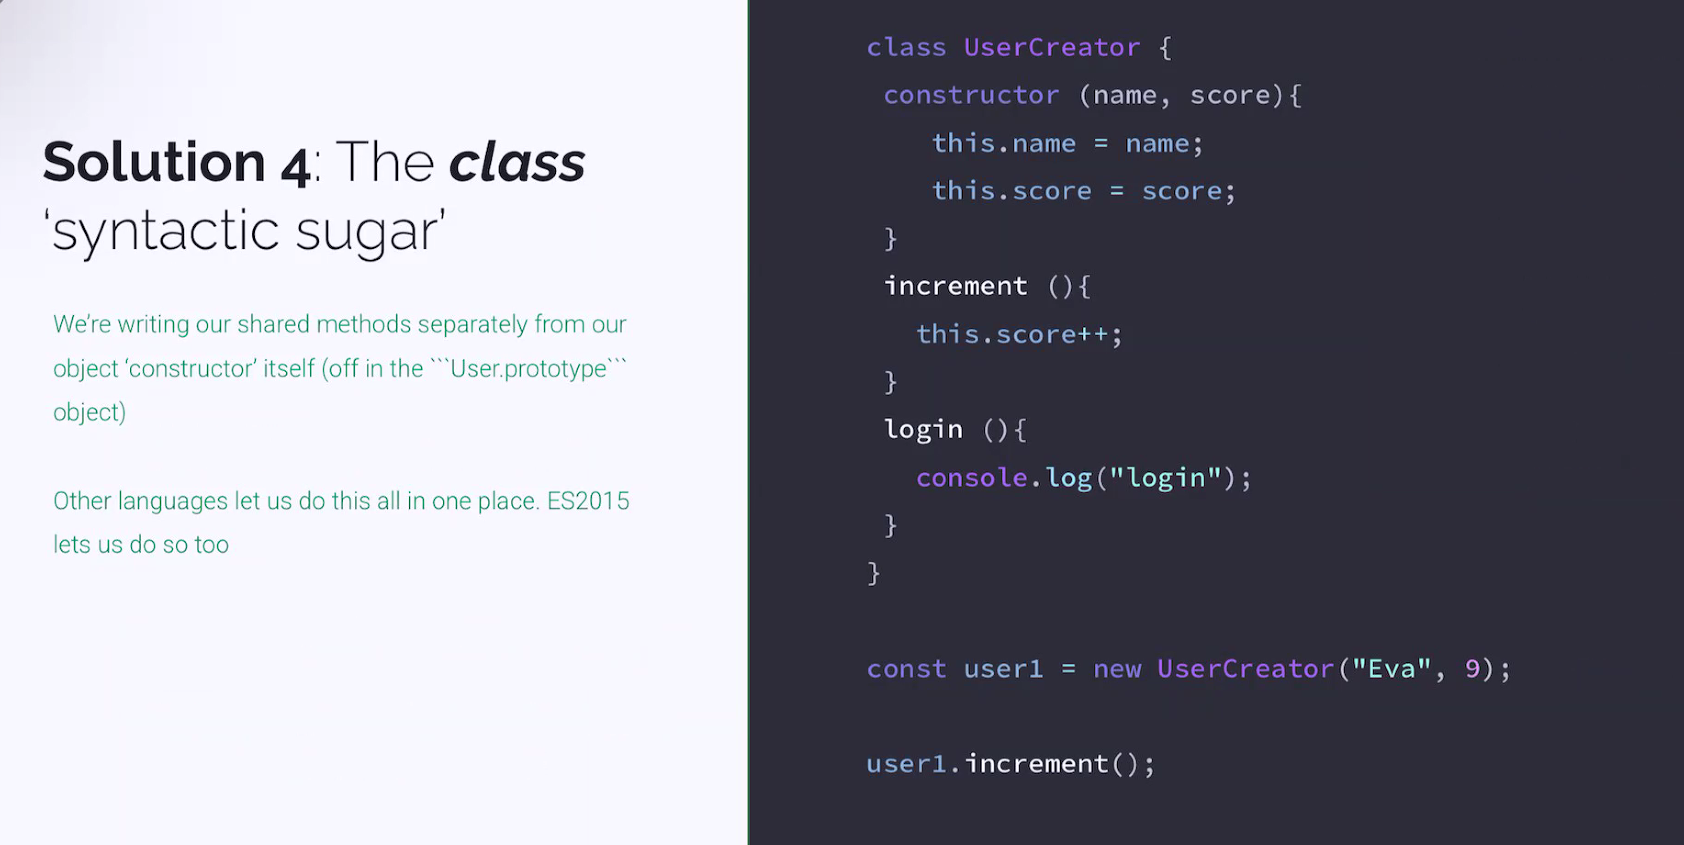 Solution 4: The class
‘syntactic sugar’
We’re writing our shared methods separately from our
object ‘constructor’ itself (off in the ```User.prototype```
object)
Other languages let us do this all in one place. ES2015
lets us do so too
class UserCreator {
constructor (name, score){
this.name = name;
this.score = score;
}
increment (){
this.score++;
}
login (){
console.log("login");
}
}
const user1 = new UserCreator("Eva", 9);
user1.increment();